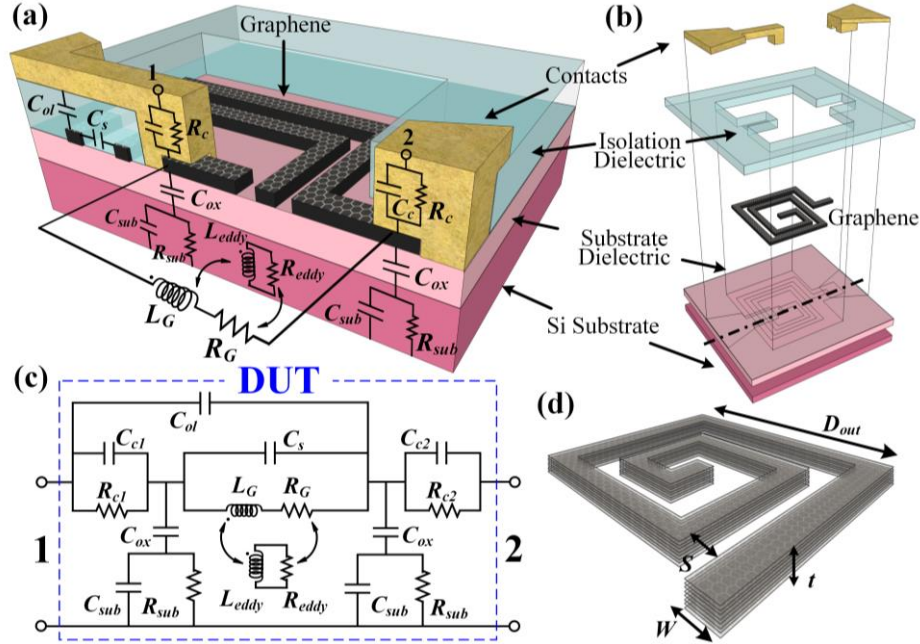 (a)
Graphene
1
C_ol
C_s
R_c
Contacts
2
C_c
R_c
Isolation
Dielectric
C_ox
C_sub
R_sub
L_eddy
R_eddy
C_ox
L_G
R_G
C_sub
R_sub
Substrate
Dielectric
Si Substrate
(b)
Graphene
(c)
DUT
C_ol
C_c1
C_s
C_c2
R_c1
L_G
R_G
R_c2
C_ox
C_ox
1
2
C_sub
R_sub
L_eddy
R_eddy
C_sub
R_sub
(d)
D_out
S
t
W